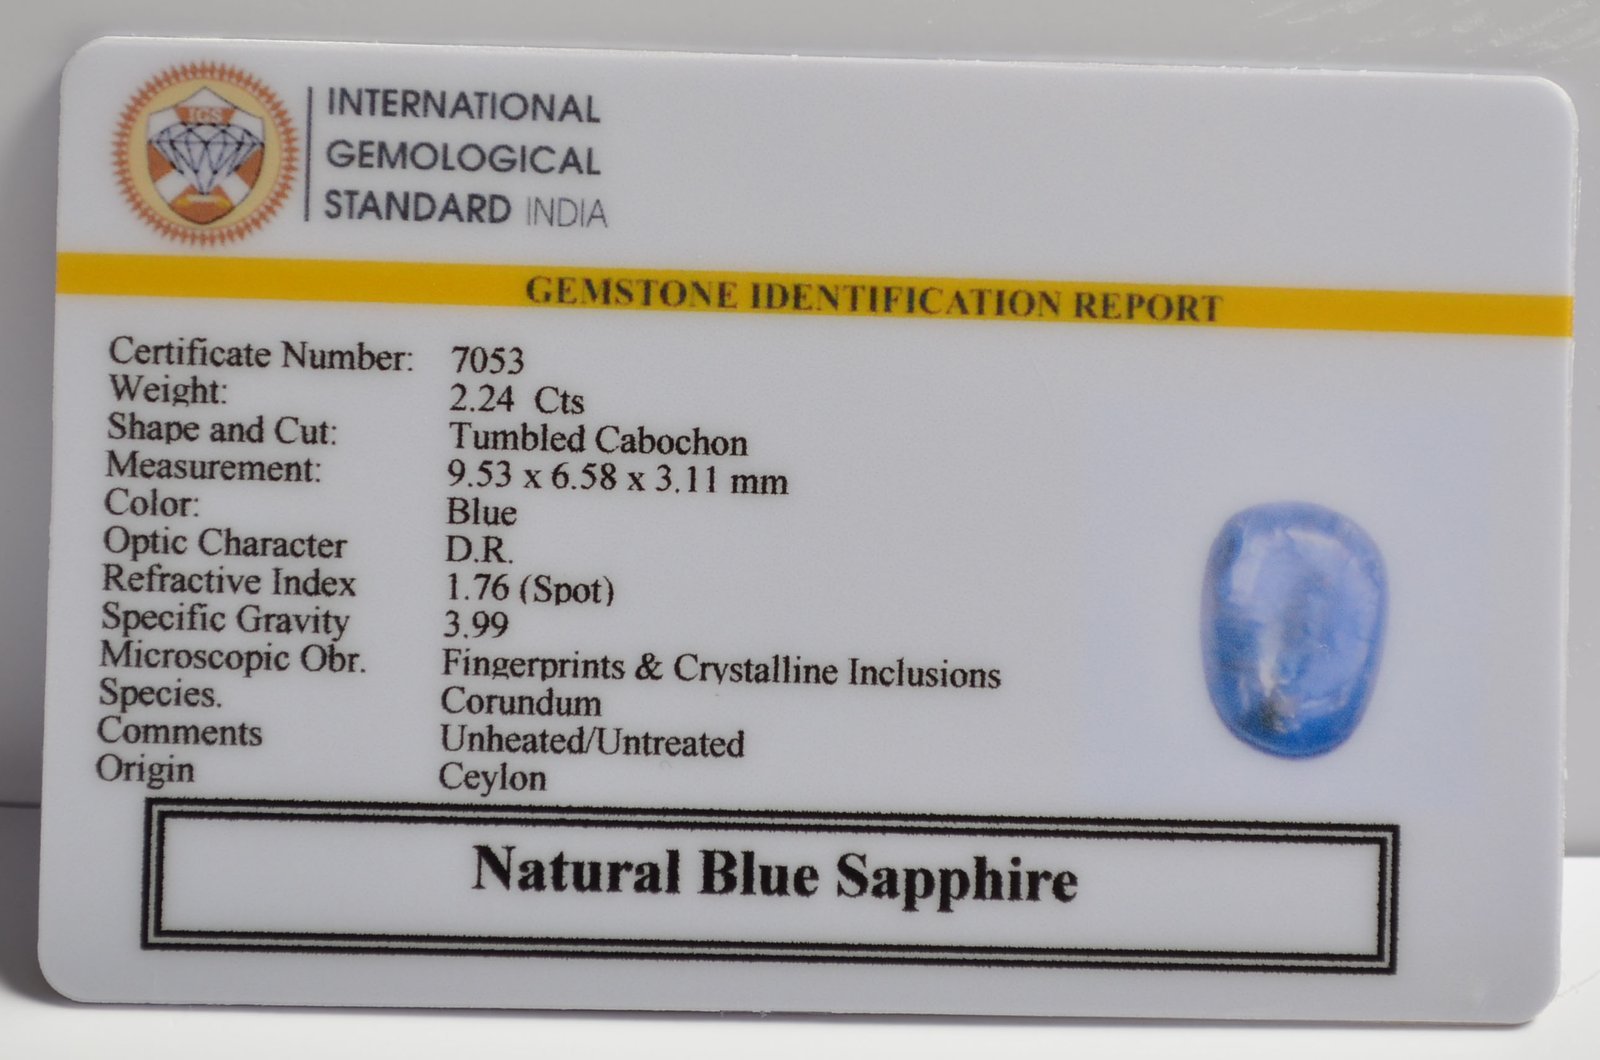 IGS
INTERNATIONAL
GEMOLOGICAL
STANDARD INDIA
GEMSTONE IDENTIFICATION REPORT
Certificate Number: 7053
Weight: 2.24 Cts
Shape and Cut: Tumbled Cabochon
Measurement: 9.53 x 6.58 x 3.11 mm
Color: Blue
Optic Character D.R.
Refractive Index 1.76 (Spot)
Specific Gravity 3.99
Microscopic Obr. Fingerprints & Crystalline Inclusions
Species. Corundum
Comments Unheated/Untreated
Origin Ceylon
Natural Blue Sapphire